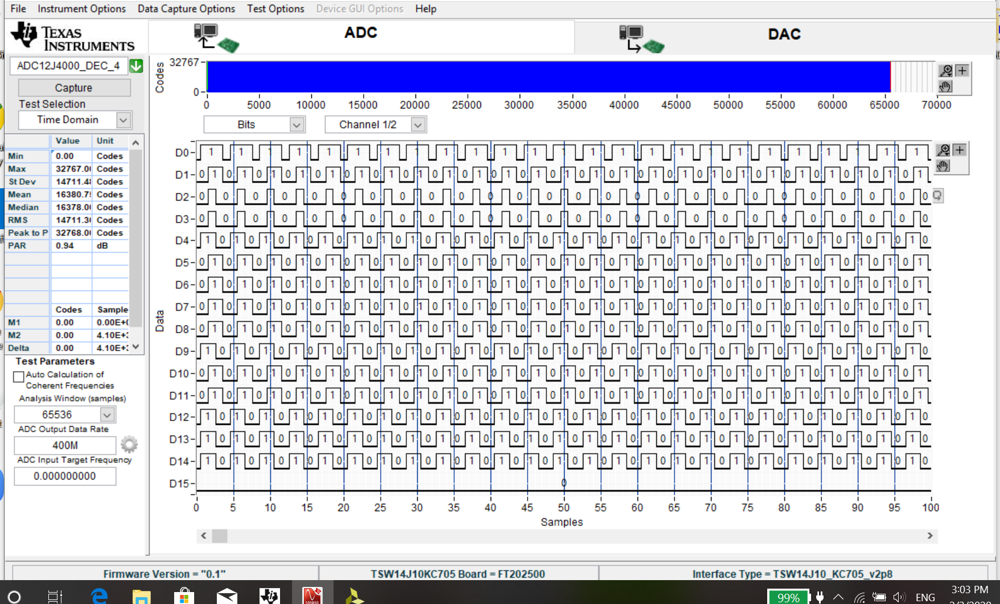 File Instrument Options Data Capture Options Test Options Device GUI Options Help
TEXAS INSTRUMENTS
ADC
DAC
ADC12J4000_DEC_4
Capture
Test Selection
Time Domain
Value Unit
Min 0.00 Codes
Max 32767.0 Codes
St Dev 14711.4 Codes
Mean 16380.7 Codes
Median 16378.0 Codes
RMS 14711.3 Codes
Peak to P 32768.0 Codes
PAR 0.94 dB
Codes Sample
M1 0.00 0.00E+
M2 0.00 4.10E+
Delta 0.00 4.10E+
Test Parameters
Auto Calculation of
Coherent Frequencies
Analysis Window (samples)
65536
ADC Output Data Rate
400M
ADC Input Target Frequency
0.000000000
Codes
32767
0
0 5000 10000 15000 20000 25000 30000 35000 40000 45000 50000 55000 60000 65000 70000
Bits
Channel 1/2
Data
D0
D1
D2
D3
D4
D5
D6
D7
D8
D9
D10
D11
D12
D13
D14
D15 0
0 5 10 15 20 25 30 35 40 45 50 55 60 65 70 75 80 85 90 95 100
Samples
Firmware Version = "0.1"
TSW14J10KC705 Board = FT202500
Interface Type = TSW14J10_KC705_v2p8
99%
ENG
3:03 PM